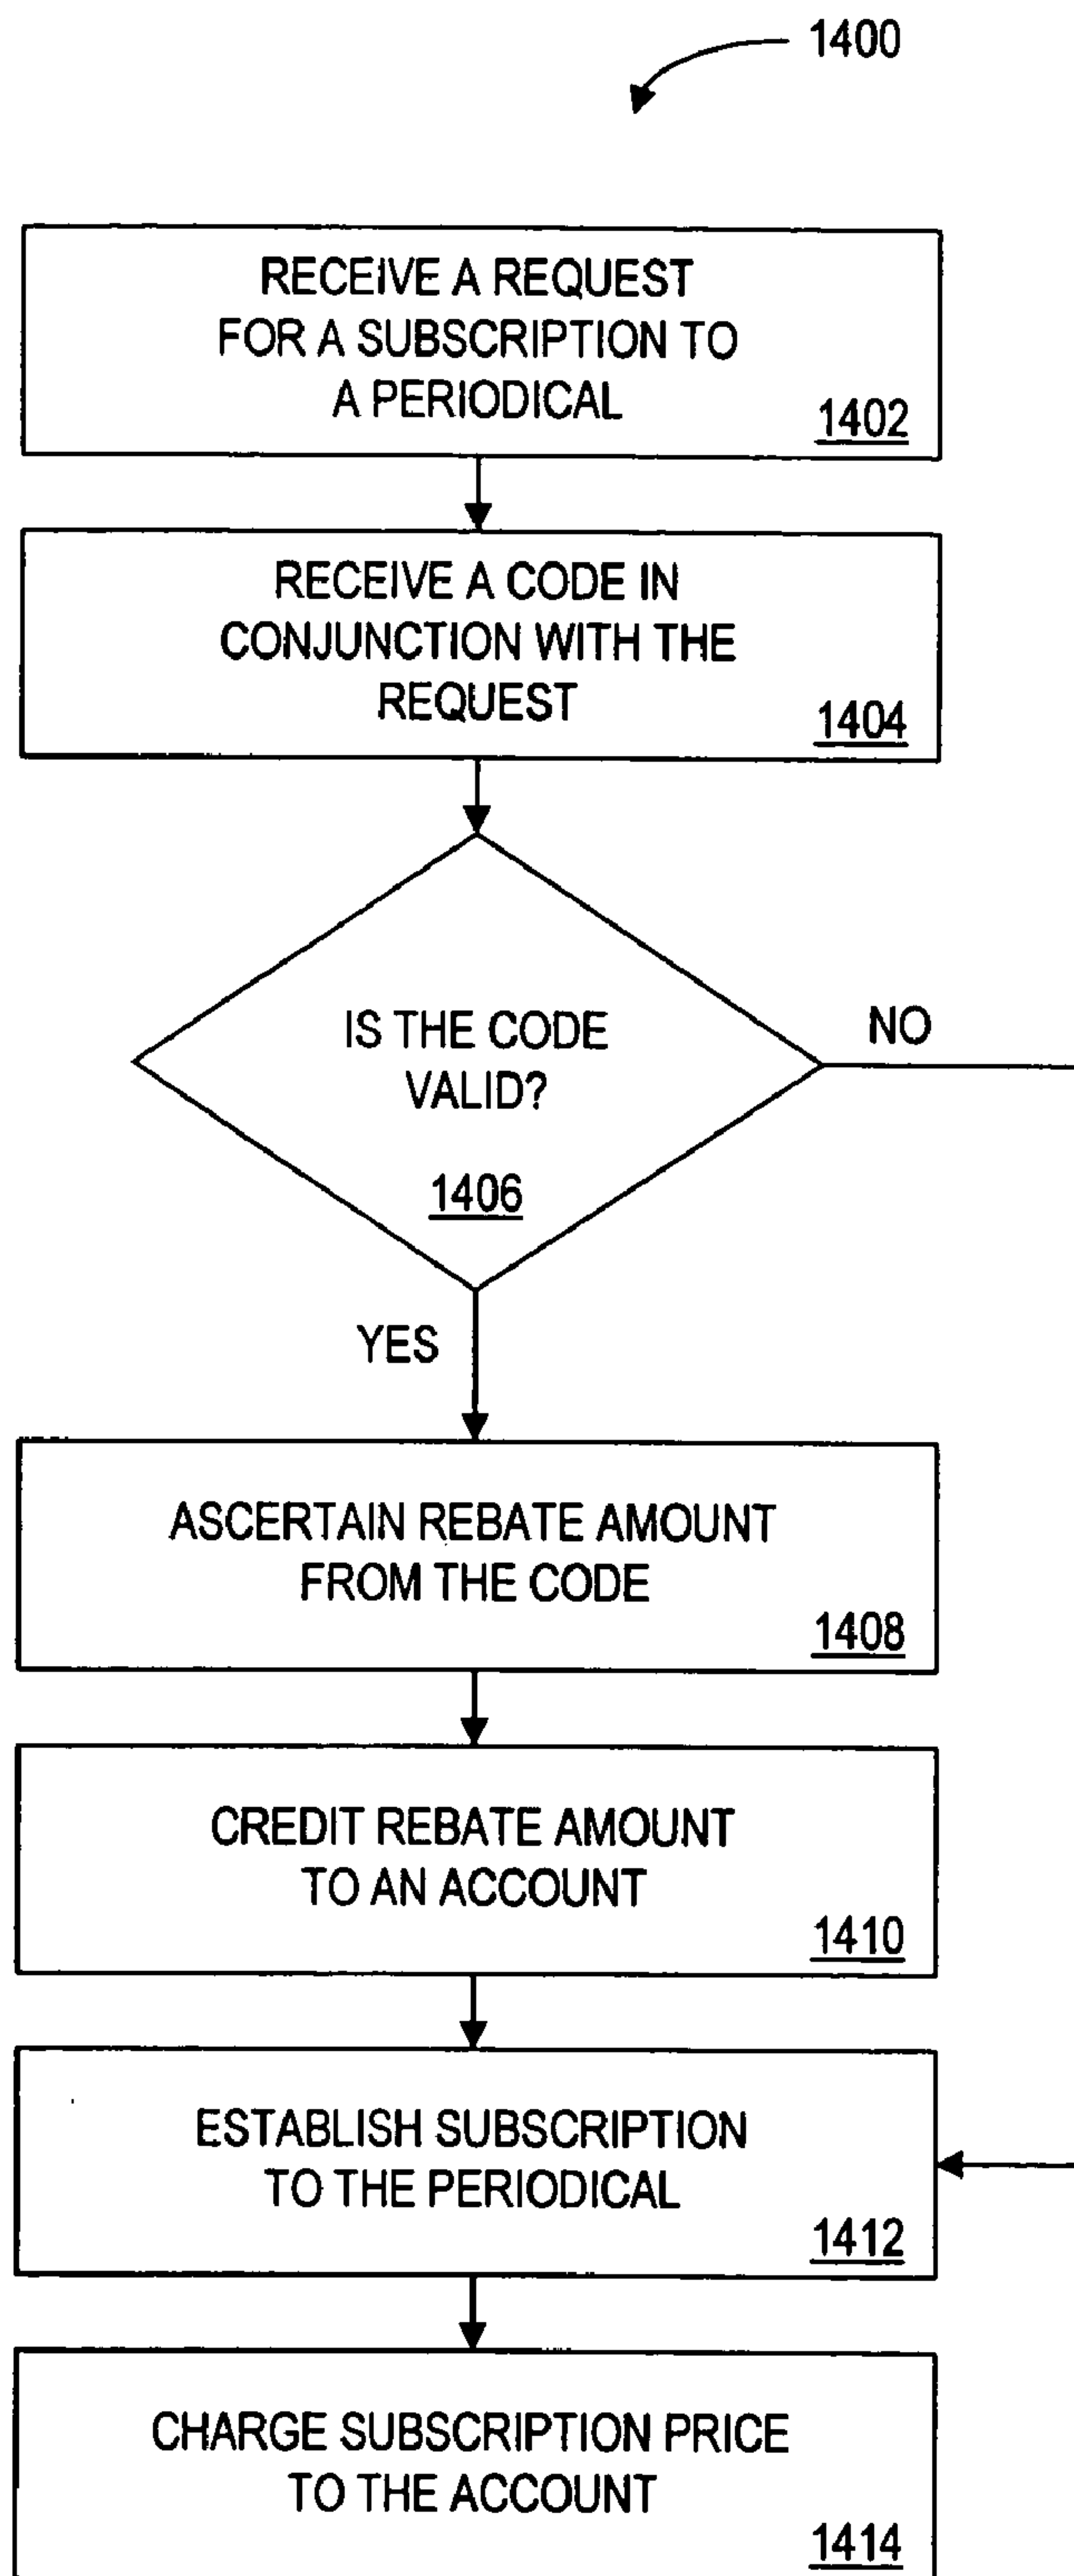 1400
RECEIVE A REQUEST
FOR A SUBSCRIPTION TO
A PERIODICAL
1402
RECEIVE A CODE IN
CONJUNCTION WITH THE
REQUEST
1404
IS THE CODE
VALID?
1406
NO
YES
ASCERTAIN REBATE AMOUNT
FROM THE CODE
1408
CREDIT REBATE AMOUNT
TO AN ACCOUNT
1410
ESTABLISH SUBSCRIPTION
TO THE PERIODICAL
1412
CHARGE SUBSCRIPTION PRICE
TO THE ACCOUNT
1414